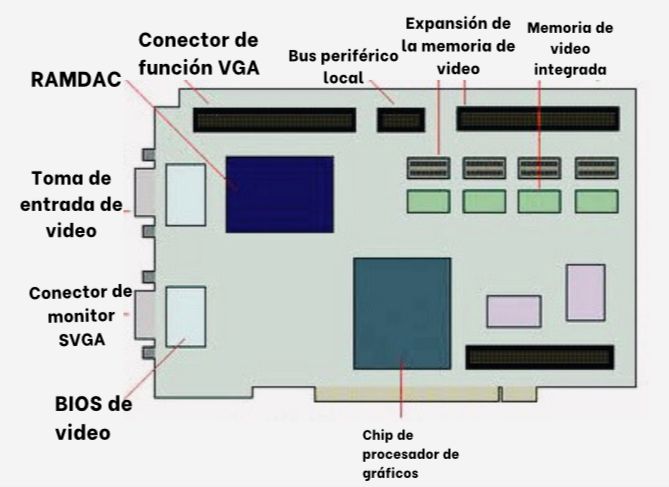 Conector de
función VGA
RAMDAC
Bus periférico
local
Expansión de
la memoria de
video
Memoria de
video
integrada
Toma de
entrada de
video
Conector de
monitor
SVGA
BIOS de
video
Chip de
procesador de
gráficos